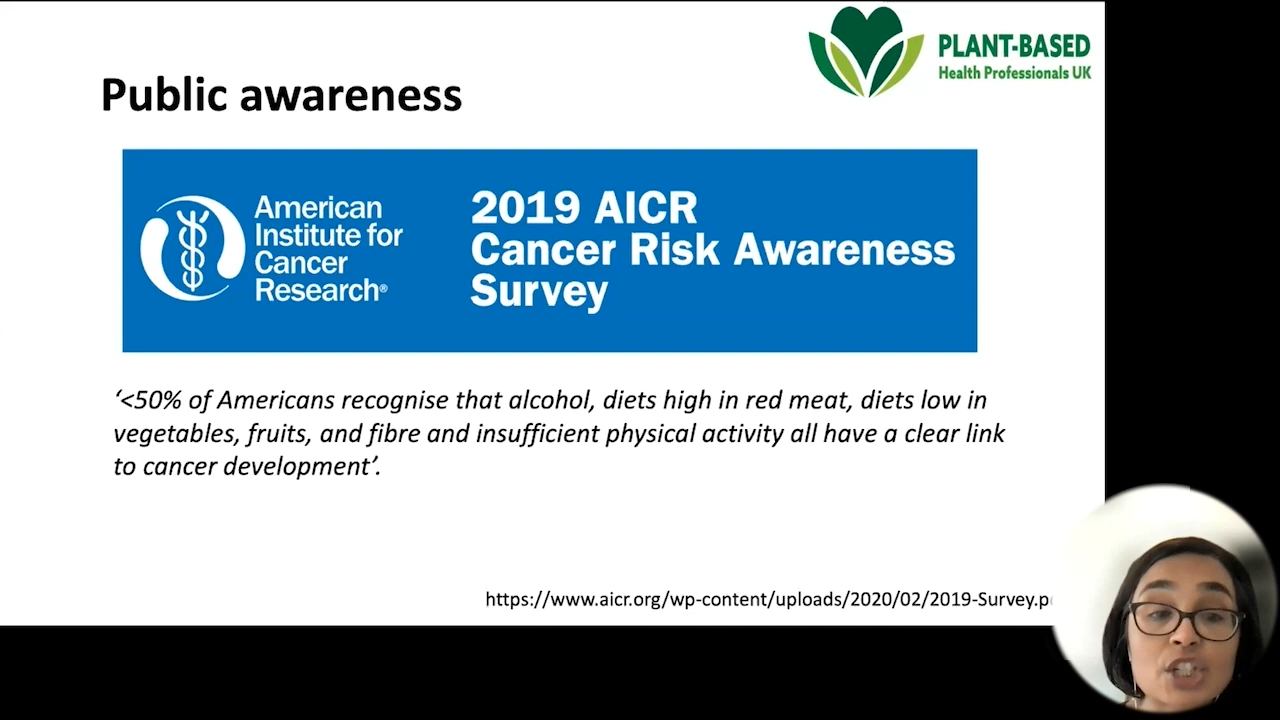 PLANT-BASED
Health Professionals UK
Public awareness
American
Institute for
Cancer
Research®
2019 AICR
Cancer Risk Awareness
Survey
‘<50% of Americans recognise that alcohol, diets high in red meat, diets low in
vegetables, fruits, and fibre and insufficient physical activity all have a clear link
to cancer development’.
https://www.aicr.org/wp-content/uploads/2020/02/2019-Survey.p